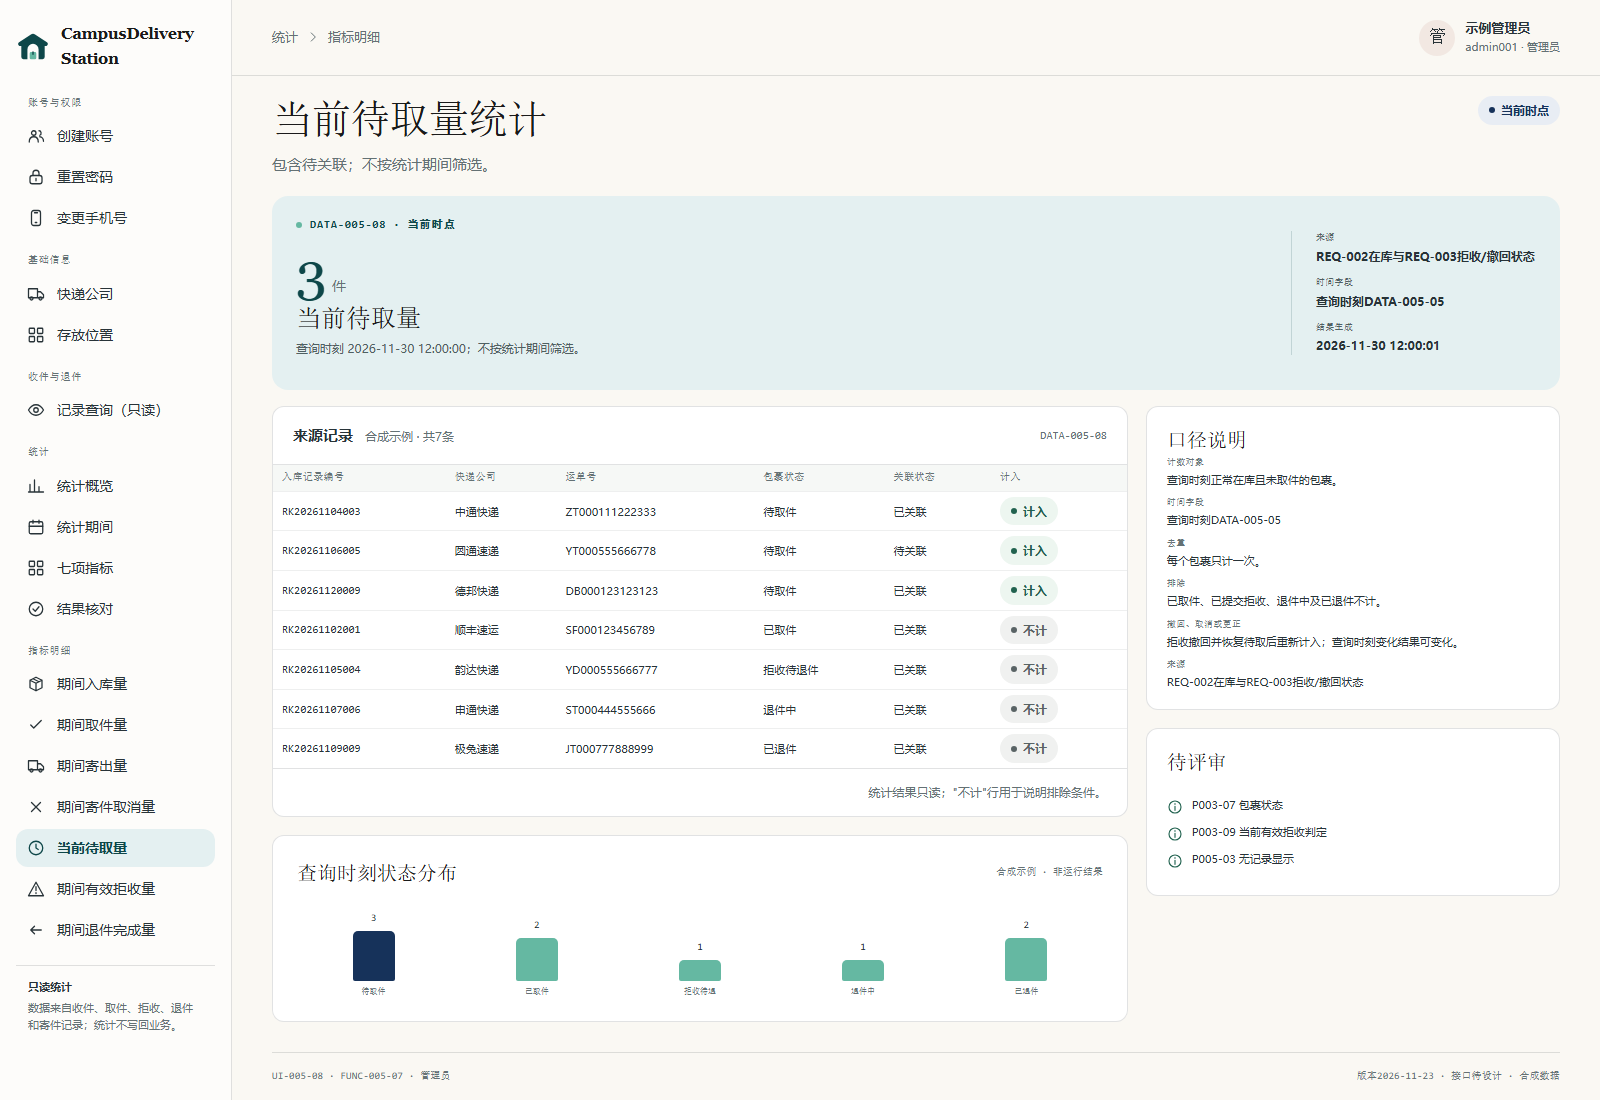 CampusDelivery
Station
账号与权限
创建账号
重置密码
变更手机号
基础信息
快递公司
存放位置
收件与退件
记录查询（只读）
统计
统计概览
统计期间
七项指标
结果核对
指标明细
期间入库量
期间取件量
期间寄出量
期间寄件取消量
当前待取量
期间有效拒收量
期间退件完成量
只读统计
数据来自收件、取件、拒收、退件
和寄件记录；统计不写回业务。
统计 > 指标明细
管
示例管理员
admin001 · 管理员
当前待取量统计
当前时点
包含待关联；不按统计期间筛选。
DATA-005-08 · 当前时点
3 件
当前待取量
查询时刻 2026-11-30 12:00:00；不按统计期间筛选。
来源
REQ-002在库与REQ-003拒收/撤回状态
时间字段
查询时刻DATA-005-05
结果生成
2026-11-30 12:00:01
来源记录 合成示例 · 共7条 DATA-005-08
入库记录编号 快递公司 运单号 包裹状态 关联状态 计入
RK20261104003 中通快递 ZT000111222333 待取件 已关联 计入
RK20261106005 圆通速递 YT000555666778 待取件 待关联 计入
RK20261120009 德邦快递 DB000123123123 待取件 已关联 计入
RK20261102001 顺丰速运 SF000123456789 已取件 已关联 不计
RK20261105004 韵达快递 YD000555666777 拒收待退件 已关联 不计
RK20261107006 申通快递 ST000444555666 退件中 已关联 不计
RK20261109009 极兔速递 JT000777888999 已退件 已关联 不计
统计结果只读；"不计"行用于说明排除条件。
查询时刻状态分布 合成示例 · 非运行结果
3 2 1 1 2
待取件 已取件 拒收待退 退件中 已退件
口径说明
计数对象
查询时刻正常在库且未取件的包裹。
时间字段
查询时刻DATA-005-05
去重
每个包裹只计一次。
排除
已取件、已提交拒收、退件中及已退件不计。
撤回、取消或更正
拒收撤回并恢复待取后重新计入；查询时刻变化结果可变化。
来源
REQ-002在库与REQ-003拒收/撤回状态
待评审
P003-07 包裹状态
P003-09 当前有效拒收判定
P005-03 无记录显示
UI-005-08 · FUNC-005-07 · 管理员
版本2026-11-23 · 接口待设计 · 合成数据